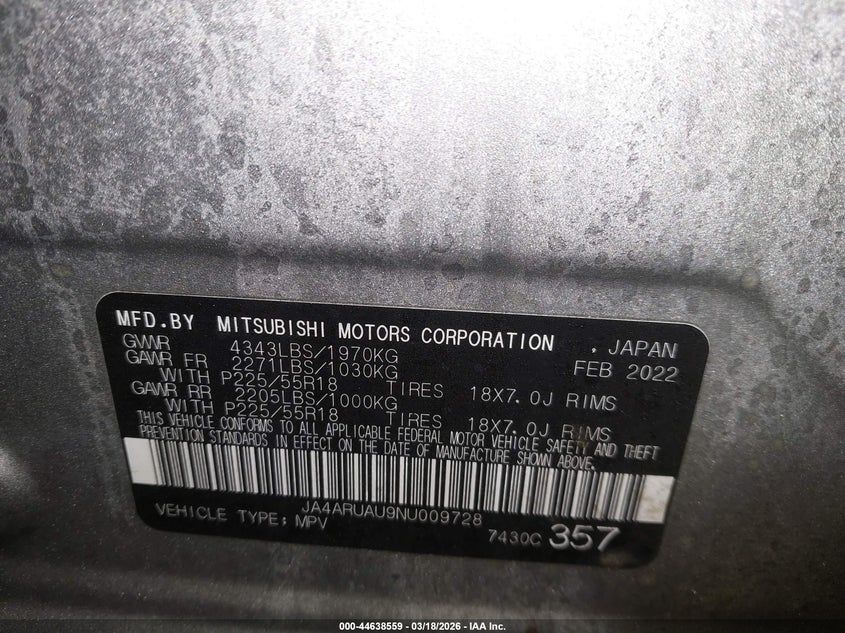 MFD.BY MITSUBISHI MOTORS CORPORATION , JAPAN
GVWR 4343LBS/1970KG FEB 2022
GAWR FR 2271LBS/1030KG
WITH P225/55R18 TIRES 18X7.0J RIMS
GAWR RR 2205LBS/1000KG
WITH P225/55R18 TIRES 18X7.0J RIMS
THIS VEHICLE CONFORMS TO ALL APPLICABLE FEDERAL MOTOR VEHICLE SAFETY AND THEFT
PREVENTION STANDARDS IN EFFECT ON THE DATE OF MANUFACTURE SHOWN ABOVE.
JA4ARUAU9NU009728
VEHICLE TYPE; MPV 7430C 357
000-44638559 — 03/18/2026 — IAA Inc.